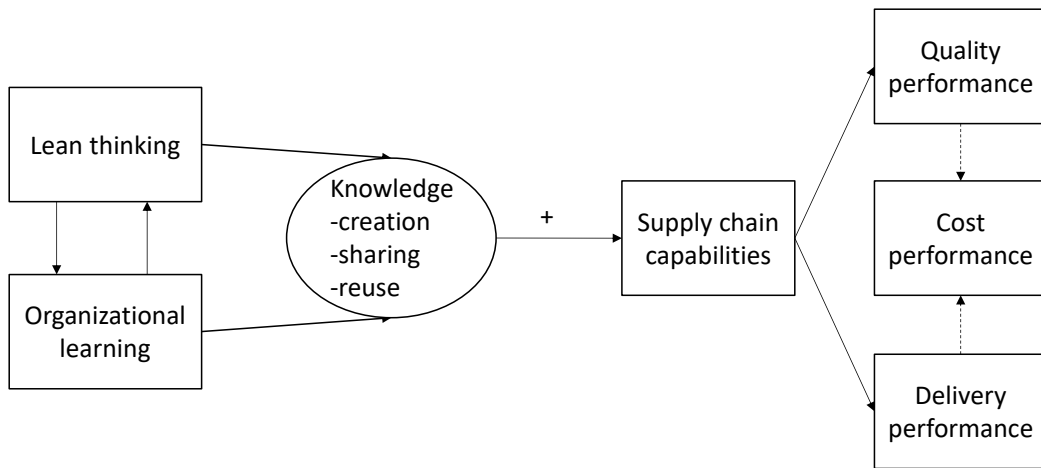 Lean thinking
Organizational
learning
Knowledge
-creation
-sharing
-reuse
+
Supply chain
capabilities
Quality
performance
Cost
performance
Delivery
performance